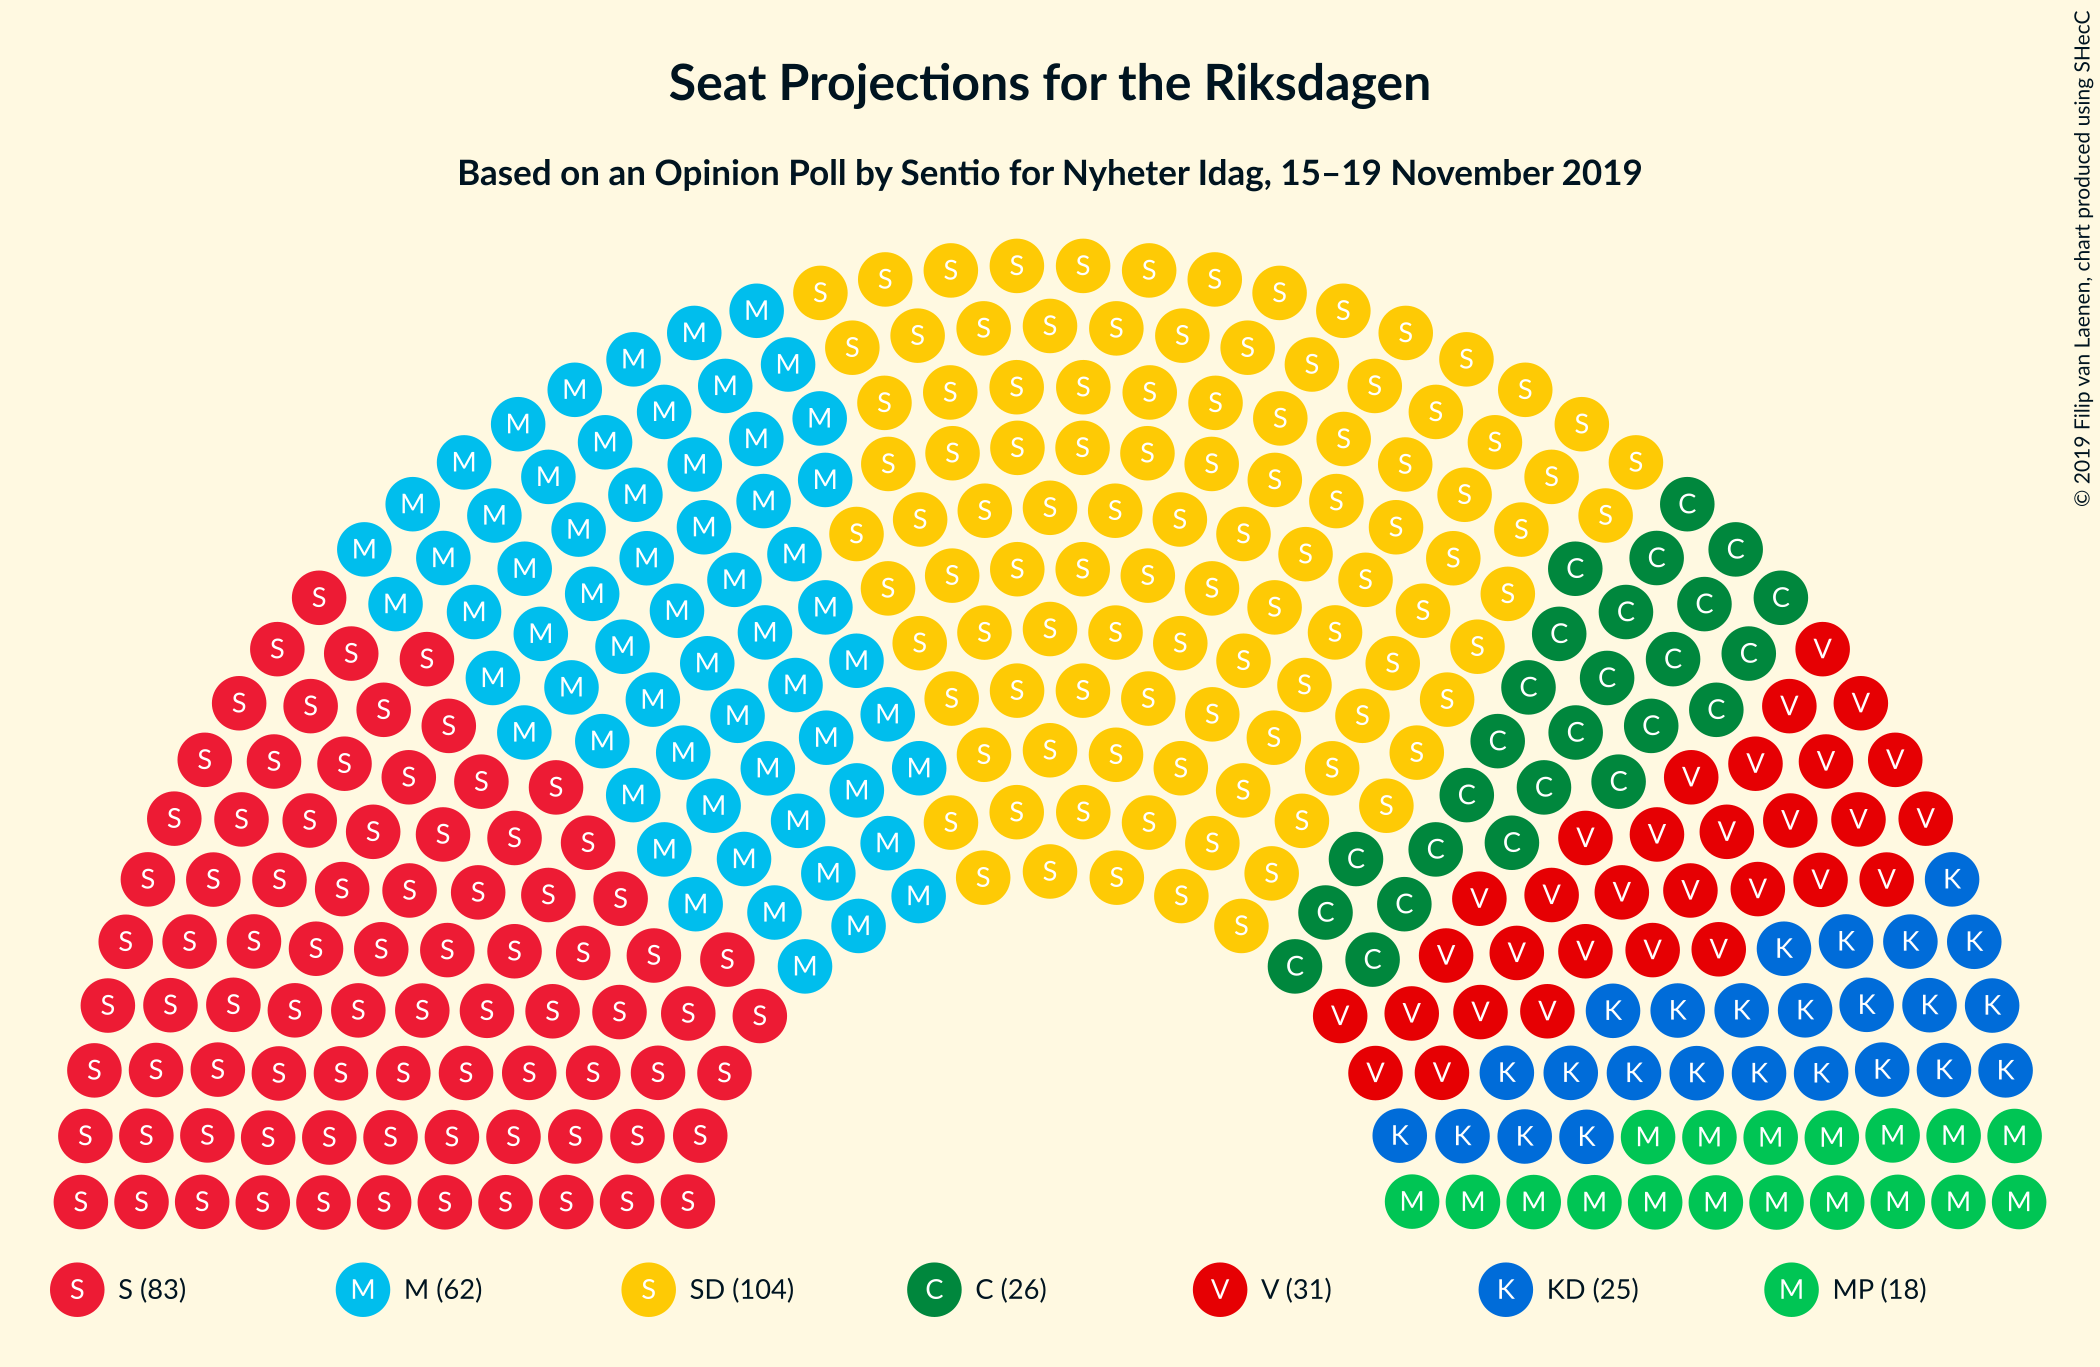 Seat Projections for the Riksdagen
Based on an Opinion Poll by Sentio for Nyheter Idag, 15–19 November 2019
© 2019 Filip van Laenen, chart produced using SHecC
S S (83) M M (62) S SD (104) C C (26) V V (31) K KD (25) M MP (18)